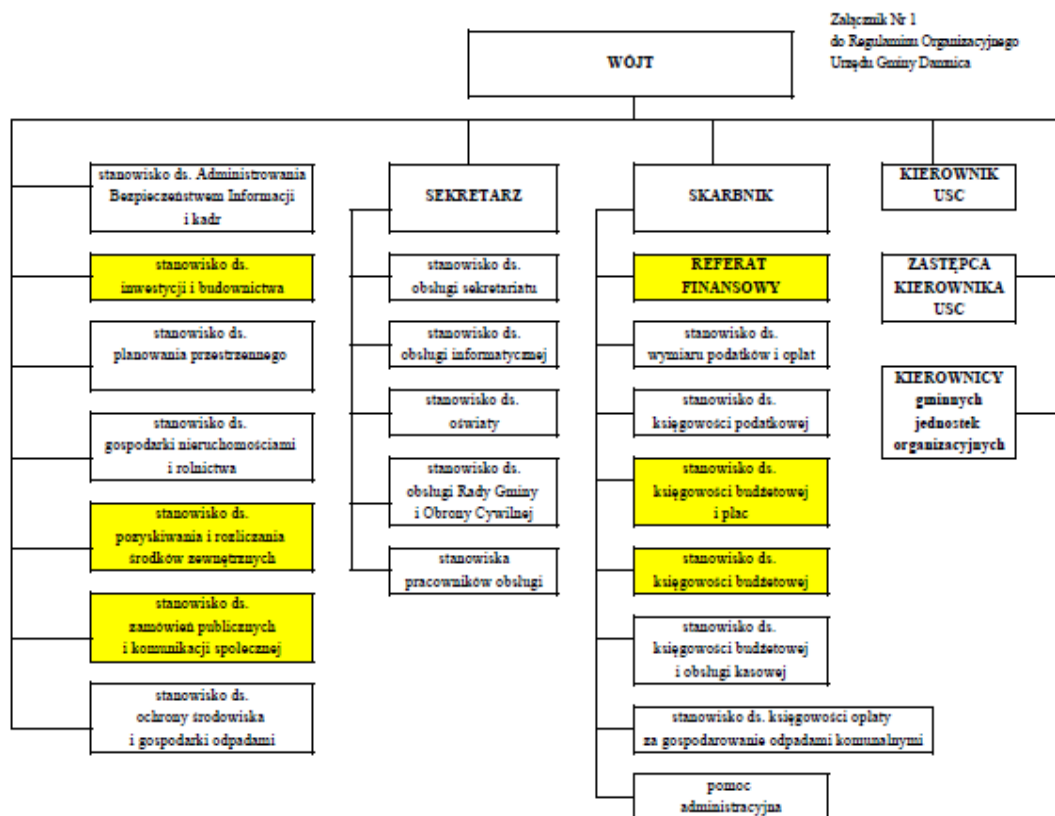 Załącznik Nr 1
do Regulaminu Organizacyjnego
Urzędu Gminy Damnica
WÓJT
stanowisko ds. Administrowania
Bezpieczeństwem Informacji
i kadr
stanowisko ds.
inwestycji i budownictwa
stanowisko ds.
planowania przestrzennego
stanowisko ds.
gospodarki nieruchomościami
i rolnictwa
stanowisko ds.
pozyskiwania i rozliczania
środków zewnętrznych
stanowisko ds.
zamówień publicznych
i komunikacji społecznej
stanowisko ds.
ochrony środowiska
i gospodarki odpadami
SEKRETARZ
stanowisko ds.
obsługi sekretariatu
stanowisko ds.
obsługi informatycznej
stanowisko ds.
oświaty
stanowisko ds.
obsługi Rady Gminy
i Obrony Cywilnej
stanowiska
pracowników obsługi
SKARBNIK
REFERAT
FINANSOWY
stanowisko ds.
wymiaru podatków i opłat
stanowisko ds.
księgowości podatkowej
stanowisko ds.
księgowości budżetowej
i płac
stanowisko ds.
księgowości budżetowej
stanowisko ds.
księgowości budżetowej
i obsługi kasowej
stanowisko ds. księgowości opłaty
za gospodarowanie odpadami komunalnymi
pomoc
administracyjna
KIEROWNIK
USC
ZASTĘPCA
KIEROWNIKA
USC
KIEROWNICY
gminnych
jednostek
organizacyjnych